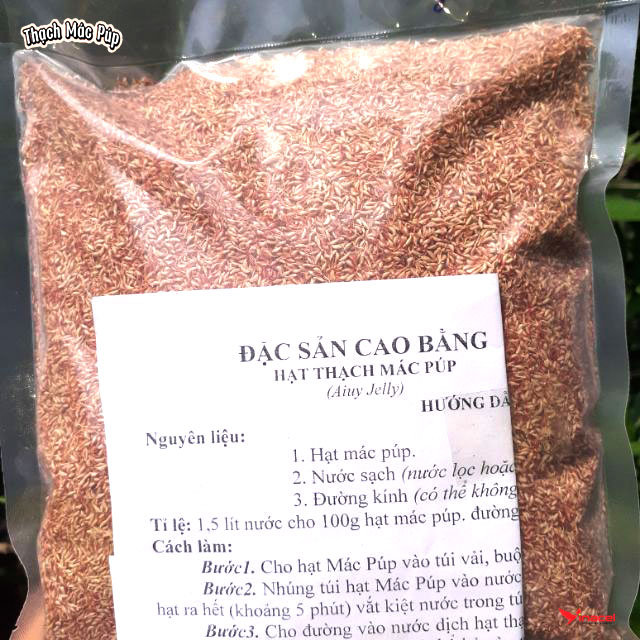 Thạch Mác Púp
ĐẶC SẢN CAO BẰNG
HẠT THẠCH MÁC PÚP
(Aiuy Jelly)
HƯỚNG DẪ
Nguyên liệu:
1. Hạt mác púp.
2. Nước sạch (nước lọc hoặc
3. Đường kính (có thể không
Tỉ lệ: 1,5 lít nước cho 100g hạt mác púp. đường
Cách làm:
Bước1. Cho hạt Mác Púp vào túi vải, buộ
Bước2. Nhúng túi hạt Mác Púp vào nước
hạt ra hết (khoảng 5 phút) vắt kiệt nước trong tú
Bước3. Cho đường vào nước dịch hạt thạ